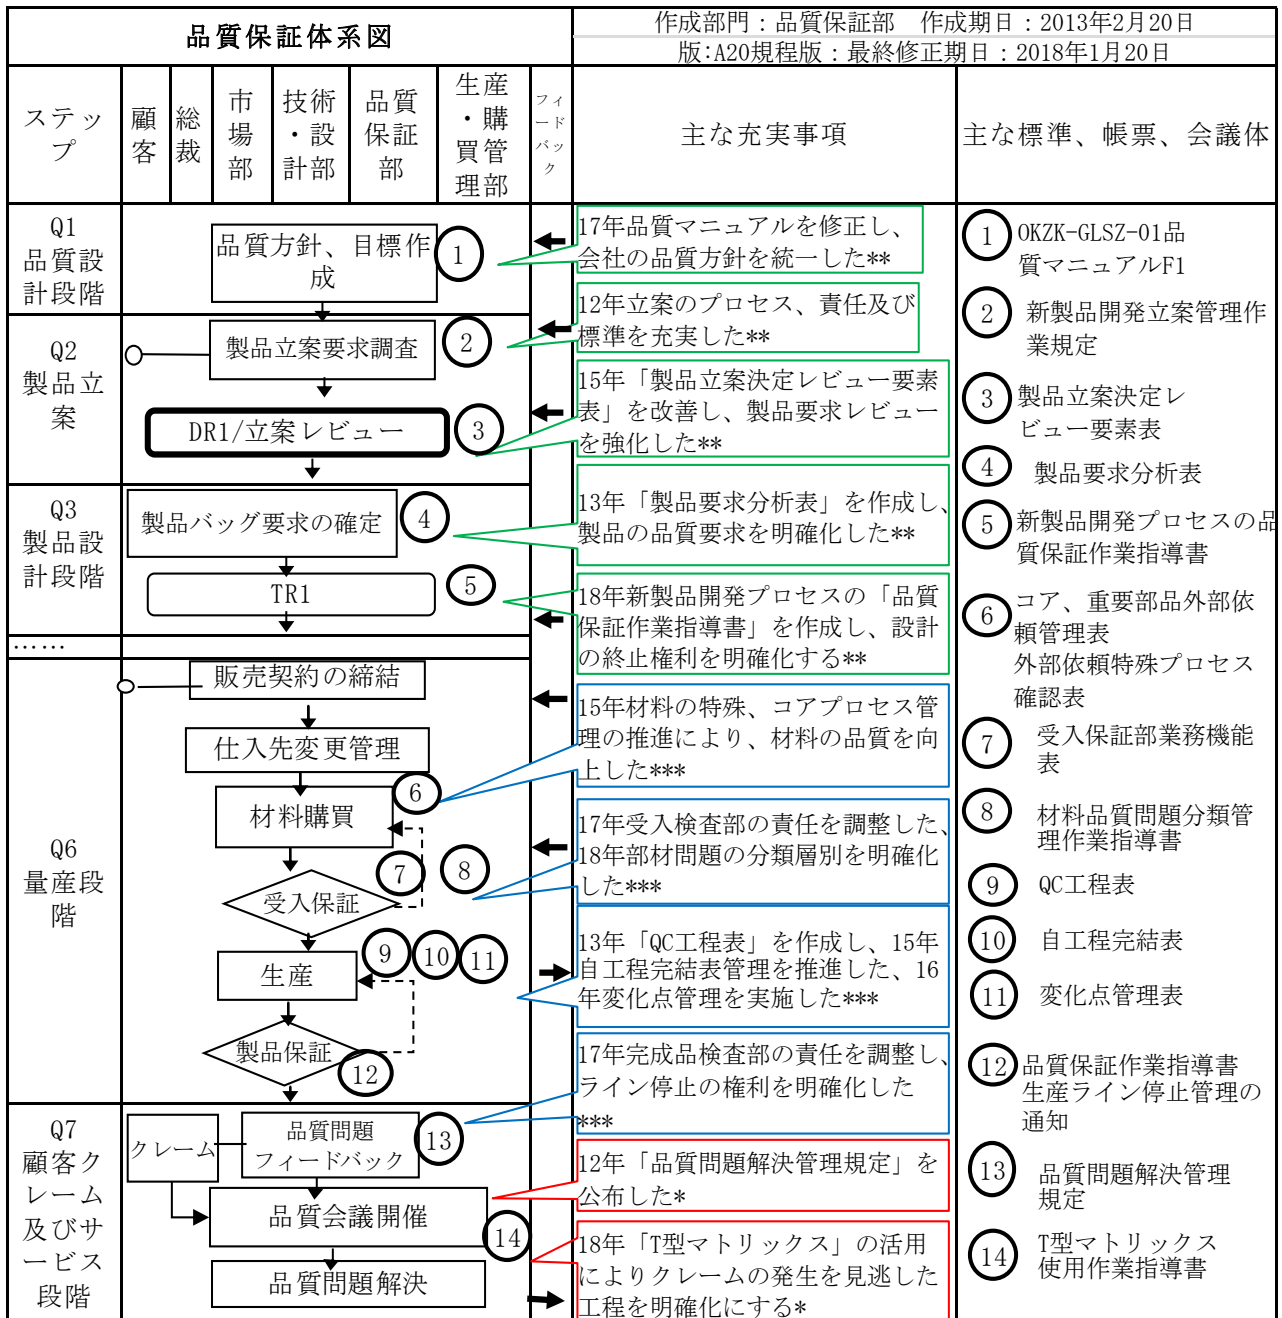 品質保証体系図
作成部門：品質保証部　作成期日：2013年2月20日
版:A20規程版：最終修正期日：2018年1月20日
ステッ
プ
顧
客
総
裁
市
場
部
技術
・設
計部
品質
保証
部
生産
・購
買管
理部
フィ
ード
バッ
ク
主な充実事項
主な標準、帳票、会議体
Q1
品質設
計段階
品質方針、目標作
成
1
17年品質マニュアルを修正し、
会社の品質方針を統一した**
1
OKZK-GLSZ-01品
質マニュアルF1
Q2
製品立
案
製品立案要求調査
2
12年立案のプロセス、責任及び
標準を充実した**
2
新製品開発立案管理作
業規定
DR1/立案レビュー
3
15年「製品立案決定レビュー要素
表」を改善し、製品要求レビュー
を強化した**
3
製品立案決定レ
ビュー要素表
Q3
製品設
計段階
製品バッグ要求の確定
4
13年「製品要求分析表」を作成し、
製品の品質要求を明確化した**
4
製品要求分析表
TR1
5
18年新製品開発プロセスの「品質
保証作業指導書」を作成し、設計
の終止権利を明確化する**
5
新製品開発プロセスの品
質保証作業指導書
……
Q6
量産段
階
販売契約の締結
仕入先変更管理
材料購買
6
15年材料の特殊、コアプロセス管
理の推進により、材料の品質を向
上した***
6
コア、重要部品外部依
頼管理表
外部依頼特殊プロセス
確認表
受入保証
7
8
17年受入検査部の責任を調整した、
18年部材問題の分類層別を明確化
した***
7
受入保証部業務機能
表
8
材料品質問題分類管
理作業指導書
生産
9
10
11
13年「QC工程表」を作成し、15年
自工程完結表管理を推進した、16
年変化点管理を実施した***
9
QC工程表
10
自工程完結表
11
変化点管理表
製品保証
12
17年完成品検査部の責任を調整し、
ライン停止の権利を明確化した
***
12
品質保証作業指導書
生産ライン停止管理の
通知
Q7
顧客ク
レーム
及びサ
ービス
段階
クレーム
品質問題
フィードバック
13
12年「品質問題解決管理規定」を
公布した*
13
品質問題解決管理
規定
品質会議開催
14
品質問題解決
18年「T型マトリックス」の活用
によりクレームの発生を見逃した
工程を明確化にする*
14
T型マトリックス
使用作業指導書